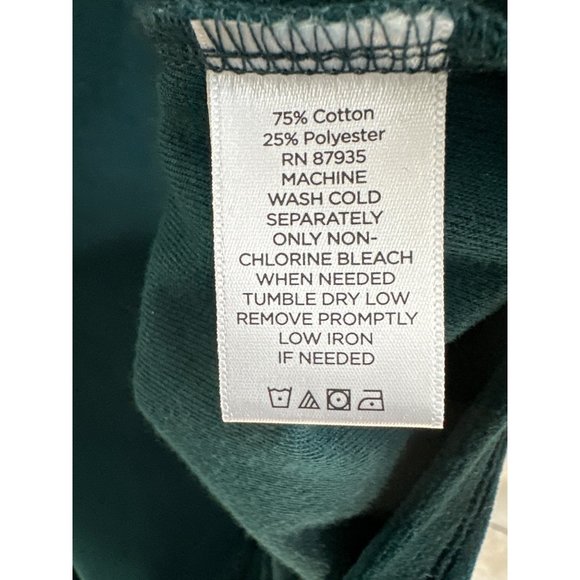 75% Cotton
25% Polyester
RN 87935
MACHINE
WASH COLD
SEPARATELY
ONLY NON-
CHLORINE BLEACH
WHEN NEEDED
TUMBLE DRY LOW
REMOVE PROMPTLY
LOW IRON
IF NEEDED